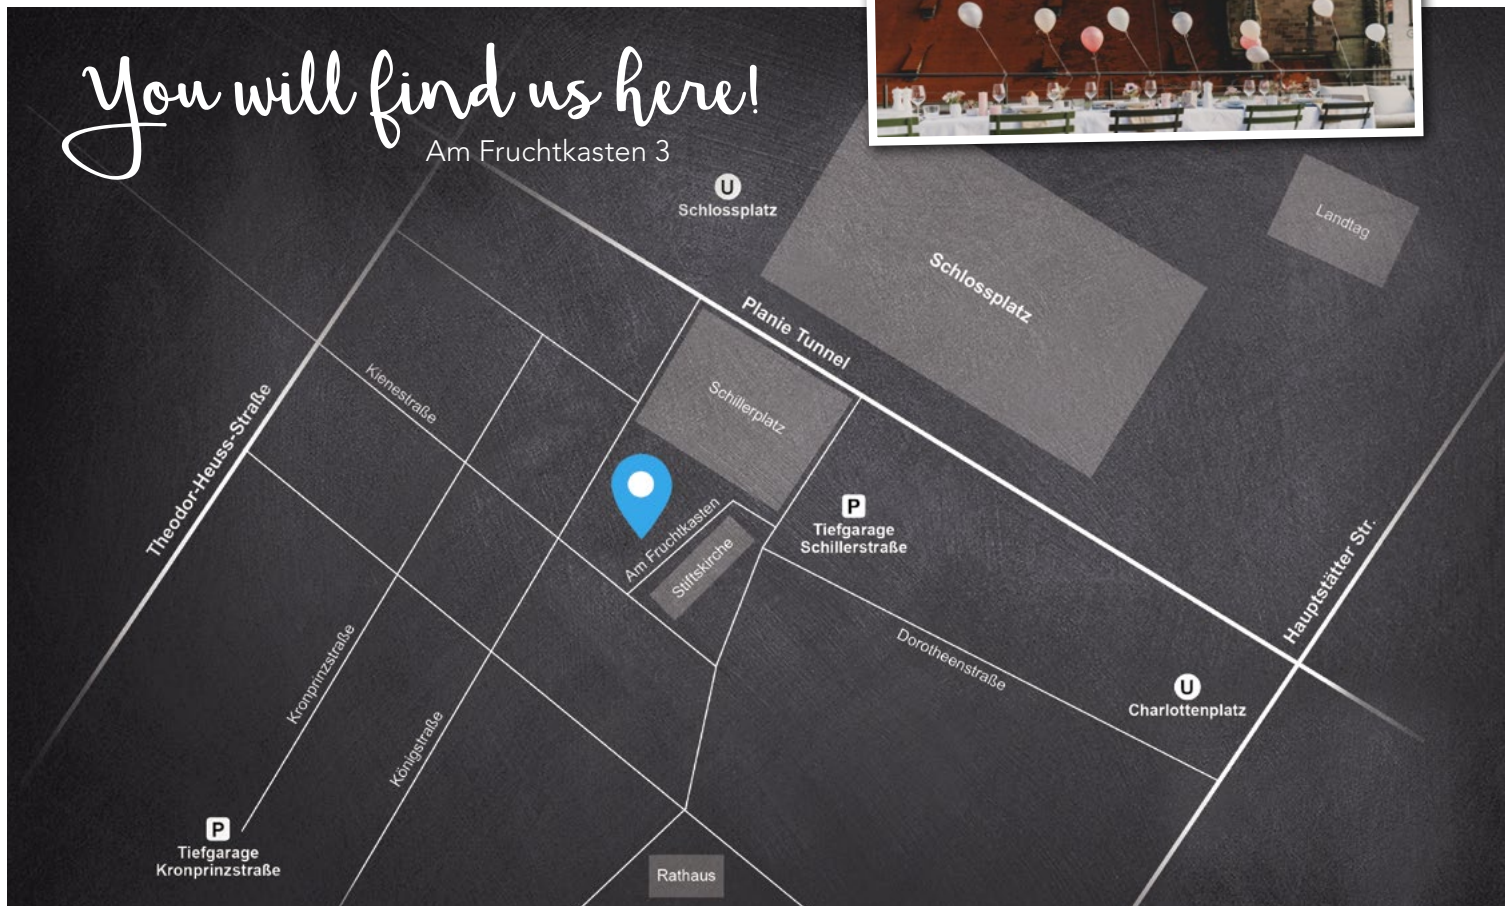 You will find us here!
Am Fruchtkasten 3
U
Schlossplatz
Landtag
Schlossplatz
Planie Tunnel
Schillerplatz
Kienestraße
Theodor-Heuss-Straße
P
Tiefgarage
Schillerstraße
Am Fruchtkasten
Stiftskirche
Hauptstätter Str.
Dorotheenstraße
Kronprinzstraße
U
Charlottenplatz
Königstraße
P
Tiefgarage
Kronprinzstraße
Rathaus